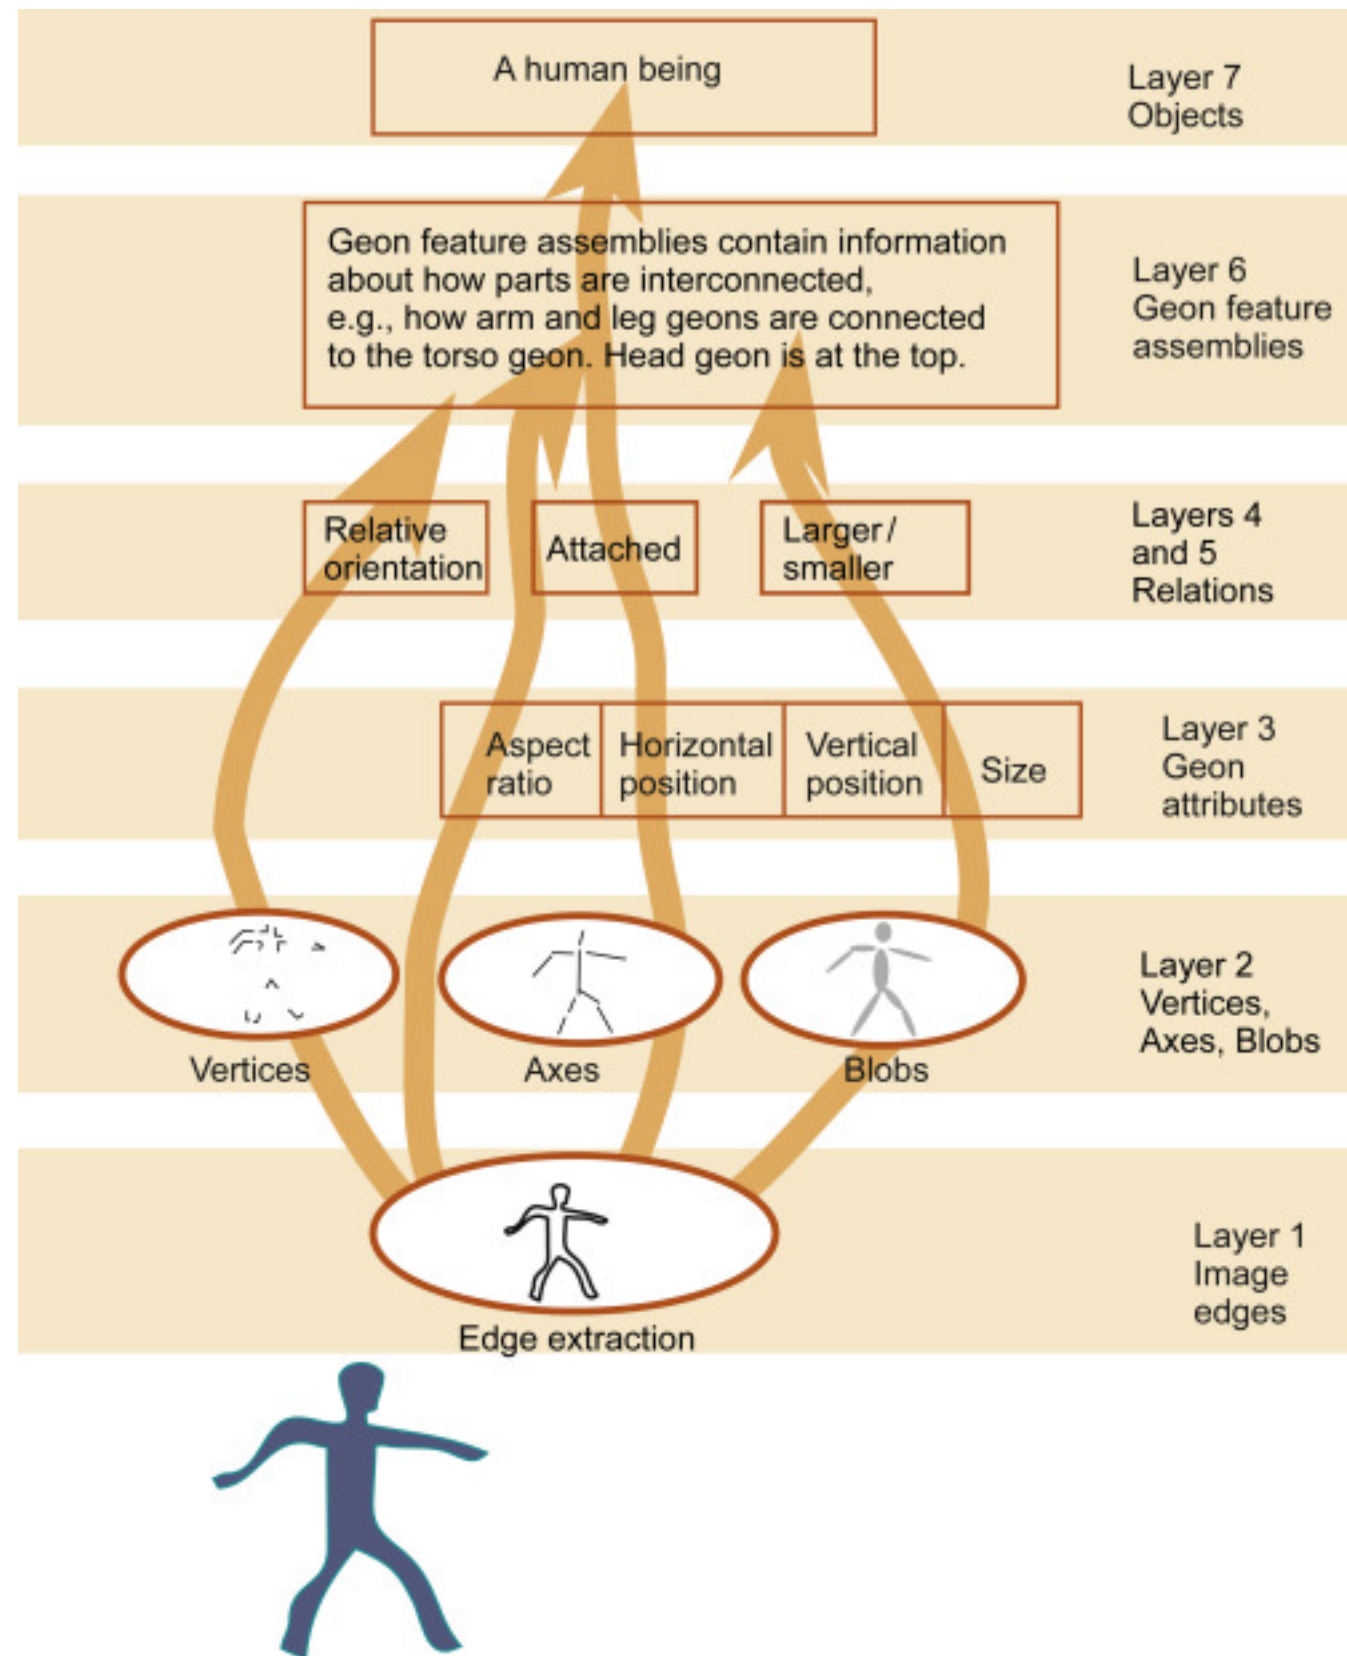 A human being
Layer 7
Objects
Geon feature assemblies contain information
about how parts are interconnected,
e.g., how arm and leg geons are connected
to the torso geon. Head geon is at the top.
Layer 6
Geon feature
assemblies
Relative
orientation
Attached
Larger/
smaller
Layers 4
and 5
Relations
Aspect
ratio
Horizontal
position
Vertical
position
Size
Layer 3
Geon
attributes
Vertices
Axes
Blobs
Layer 2
Vertices,
Axes, Blobs
Edge extraction
Layer 1
Image
edges